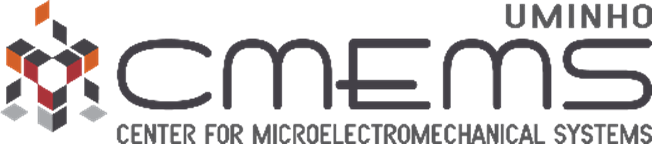 UMINHO
CMEMS
CENTER FOR MICROELECTROMECHANICAL SYSTEMS